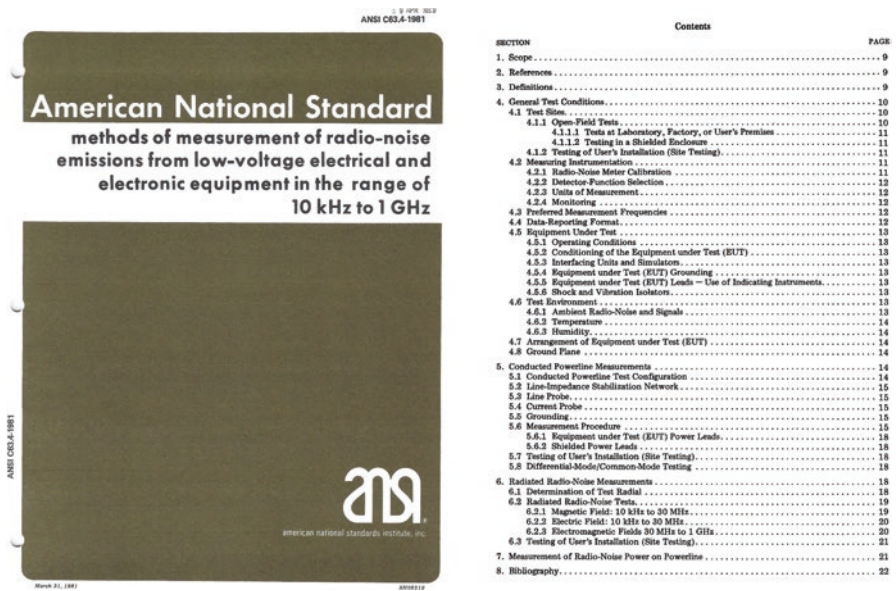 ANSI C63.4-1981
American National Standard
methods of measurement of radio-noise
emissions from low-voltage electrical and
electronic equipment in the range of
10 kHz to 1 GHz
ANSI C63.4-1981
ansi
american national standards institute, inc.
March 31, 1981
Contents
SECTION PAGE
1. Scope 9
2. References 9
3. Definitions 9
4. General Test Conditions 10
4.1 Test Sites 10
4.1.1 Open-Field Tests 10
4.1.1.1 Tests at Laboratory, Factory, or User's Premises 11
4.1.1.2 Testing in a Shielded Enclosure 11
4.1.2 Testing of User's Installation (Site Testing) 11
4.2 Measuring Instrumentation 11
4.2.1 Radio-Noise Meter Calibration 11
4.2.2 Detector-Function Selection 12
4.2.3 Units of Measurement 12
4.2.4 Monitoring 12
4.3 Preferred Measurement Frequencies 12
4.4 Data-Reporting Format 12
4.5 Equipment Under Test 13
4.5.1 Operating Conditions 13
4.5.2 Conditioning of the Equipment under Test (EUT) 13
4.5.3 Interfacing Units and Simulators 13
4.5.4 Equipment under Test (EUT) Grounding 13
4.5.5 Equipment under Test (EUT) Leads — Use of Indicating Instruments 13
4.5.6 Shock and Vibration Isolators 13
4.6 Test Environment 13
4.6.1 Ambient Radio-Noise and Signals 13
4.6.2 Temperature 14
4.6.3 Humidity 14
4.7 Arrangement of Equipment under Test (EUT) 14
4.8 Ground Plane 14
5. Conducted Powerline Measurements 14
5.1 Conducted Powerline Test Configuration 14
5.2 Line-Impedance Stabilization Network 15
5.3 Line Probe 15
5.4 Current Probe 15
5.5 Grounding 15
5.6 Measurement Procedure 15
5.6.1 Equipment under Test (EUT) Power Leads 18
5.6.2 Shielded Power Leads 18
5.7 Testing of User's Installation (Site Testing) 18
5.8 Differential-Mode/Common-Mode Testing 18
6. Radiated Radio-Noise Measurements 18
6.1 Determination of Test Radial 18
6.2 Radiated Radio-Noise Tests 19
6.2.1 Magnetic Field: 10 kHz to 30 MHz 19
6.2.2 Electric Field: 10 kHz to 30 MHz 20
6.2.3 Electromagnetic Fields 30 MHz to 1 GHz 20
6.3 Testing of User's Installation (Site Testing) 21
7. Measurement of Radio-Noise Power on Powerline 21
8. Bibliography 22